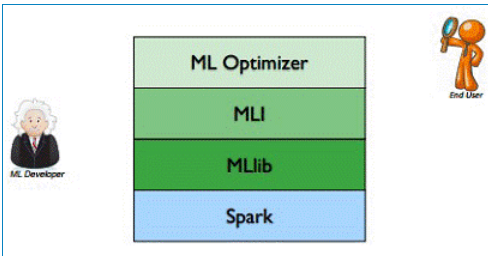 ML Optimizer
End User
MLI
MLlib
ML Developer
Spark